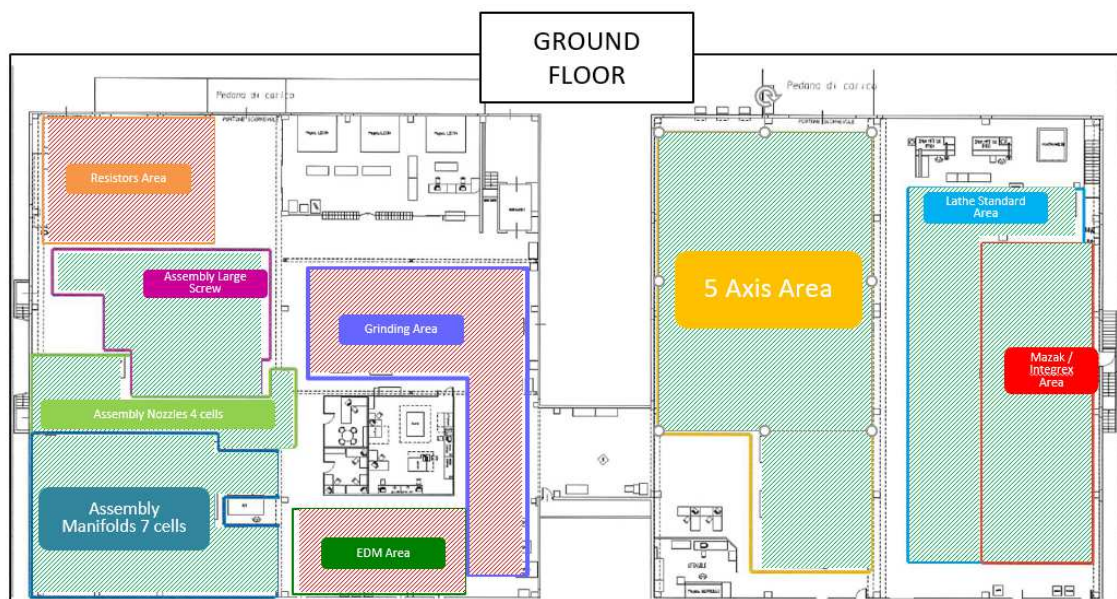 GROUND
FLOOR
Pedana di carico
Pedana di carico
Resistors Area
Lathe Standard
Area
Assembly Large
Screw
5 Axis Area
Grinding Area
Mazak /
Integrex
Area
Assembly Nozzles 4 cells
Assembly
Manifolds 7 cells
EDM Area